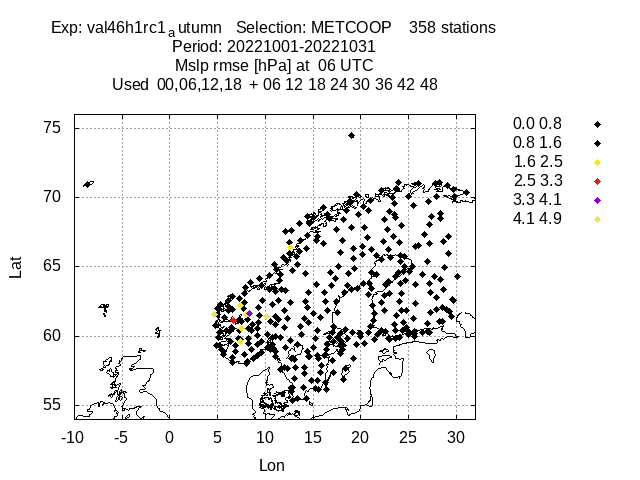 Exp: val46h1rc1autumn Selection: METCOOP 358 stations
Period: 20221001-20221031
Mslp rmse [hPa] at 06 UTC
Used 00,06,12,18 + 06 12 18 24 30 36 42 48
75
70
65
60
55
Lat
-10 -5 0 5 10 15 20 25 30
Lon
0.0 0.8
0.8 1.6
1.6 2.5
2.5 3.3
3.3 4.1
4.1 4.9